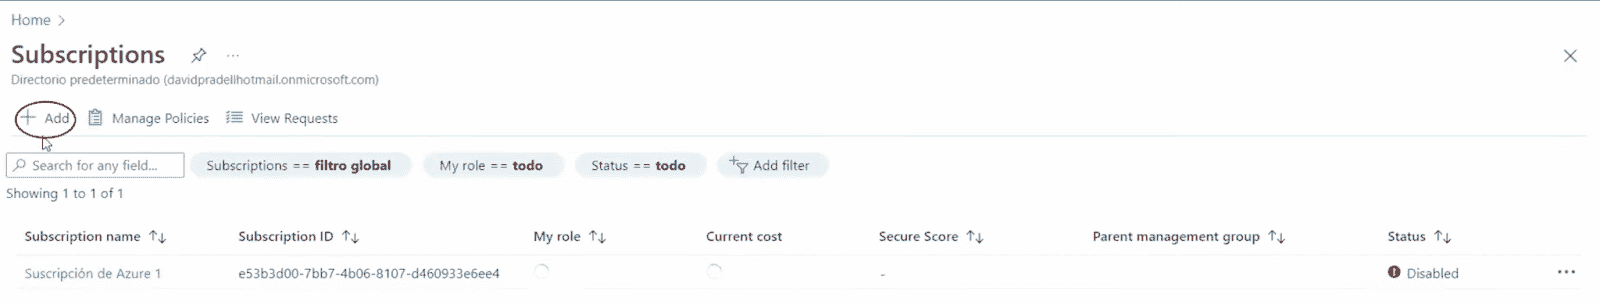 Home >
Subscriptions ...
Directorio predeterminado (davidpradellhotmail.onmicrosoft.com)
+ Add Manage Policies View Requests
Search for any field... Subscriptions == filtro global My role == todo Status == todo Add filter
Showing 1 to 1 of 1
Subscription name ↑↓ Subscription ID ↑↓ My role ↑↓ Current cost Secure Score ↑↓ Parent management group ↑↓ Status ↑↓
Suscripción de Azure 1 e53b3d00-7bb7-4b06-8107-d460933e6ee4 - Disabled ...